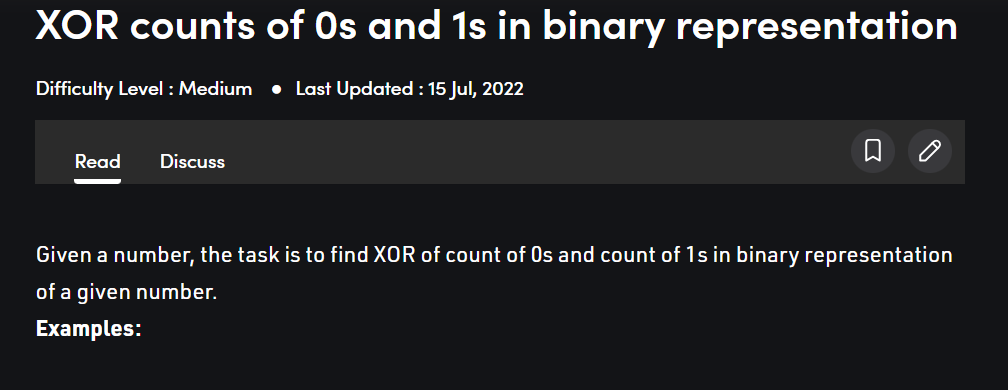 XOR counts of 0s and 1s in binary representation
Difficulty Level : Medium ● Last Updated : 15 Jul, 2022
Read Discuss
Given a number, the task is to find XOR of count of 0s and count of 1s in binary representation
of a given number.
Examples: